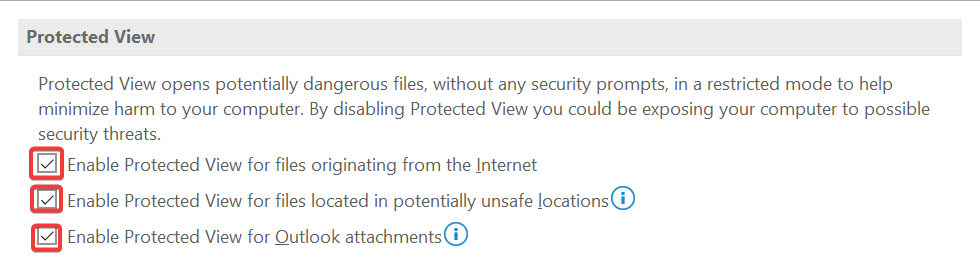 Protected View
Protected View opens potentially dangerous files, without any security prompts, in a restricted mode to help
minimize harm to your computer. By disabling Protected View you could be exposing your computer to possible
security threats.
Enable Protected View for files originating from the Internet
Enable Protected View for files located in potentially unsafe locations
Enable Protected View for Outlook attachments